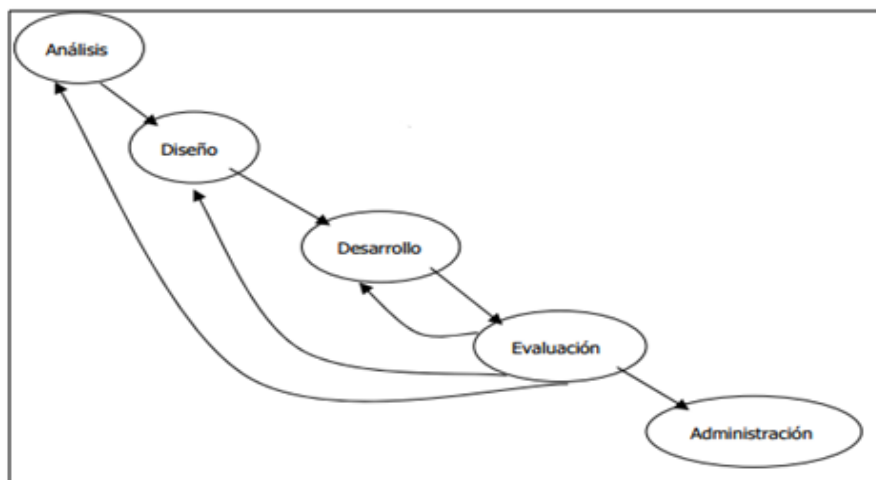 Análisis
Diseño
Desarrollo
Evaluación
Administración